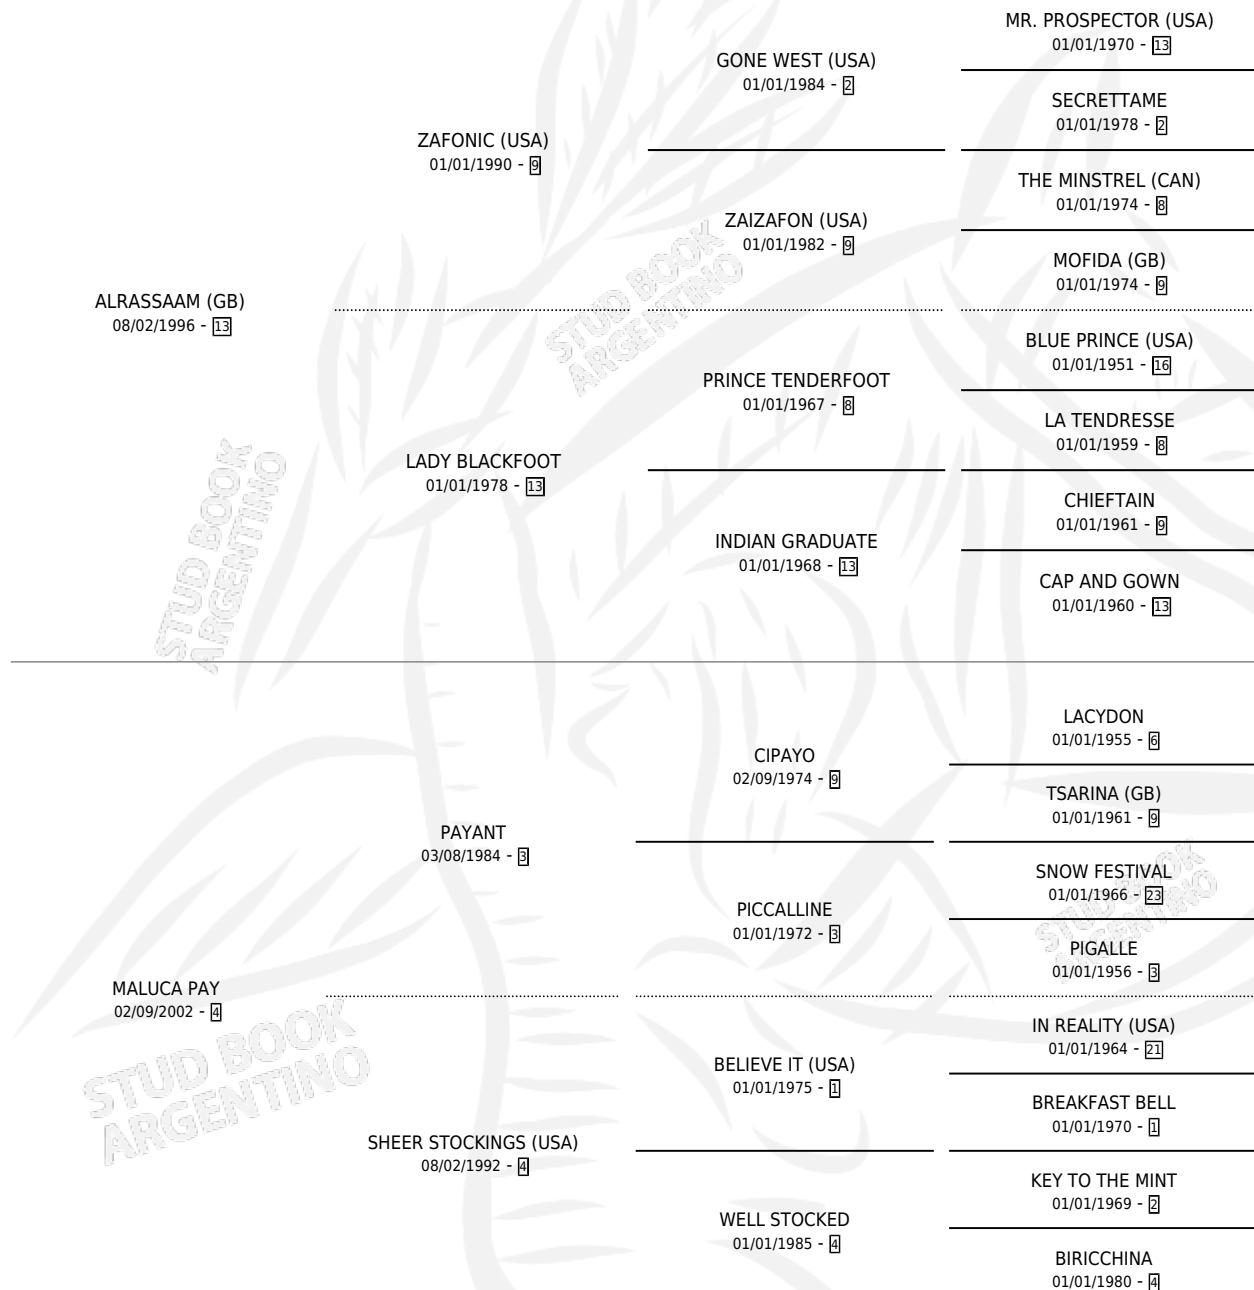 MR. PROSPECTOR (USA)
01/01/1970 - 13
GONE WEST (USA)
01/01/1984 - 2
SECRETTAME
01/01/1978 - 2
ZAFONIC (USA)
01/01/1990 - 9
THE MINSTREL (CAN)
01/01/1974 - 8
ZAIZAFON (USA)
01/01/1982 - 9
MOFIDA (GB)
01/01/1974 - 9
ALRASSAAM (GB)
08/02/1996 - 13
BLUE PRINCE (USA)
01/01/1951 - 16
PRINCE TENDERFOOT
01/01/1967 - 8
LA TENDRESSE
01/01/1959 - 8
LADY BLACKFOOT
01/01/1978 - 13
CHIEFTAIN
01/01/1961 - 9
INDIAN GRADUATE
01/01/1968 - 13
CAP AND GOWN
01/01/1960 - 13
LACYDON
01/01/1955 - 6
CIPAYO
02/09/1974 - 9
TSARINA (GB)
01/01/1961 - 9
PAYANT
03/08/1984 - 3
SNOW FESTIVAL
01/01/1966 - 23
PICCALLINE
01/01/1972 - 3
PIGALLE
01/01/1956 - 3
MALUCA PAY
02/09/2002 - 4
IN REALITY (USA)
01/01/1964 - 21
BELIEVE IT (USA)
01/01/1975 - 1
BREAKFAST BELL
01/01/1970 - 1
SHEER STOCKINGS (USA)
08/02/1992 - 4
KEY TO THE MINT
01/01/1969 - 2
WELL STOCKED
01/01/1985 - 4
BIRICCHINA
01/01/1980 - 4
STUD BOOK
ARGENTINO
STUD BOOK
ARGENTINO
STUD BOOK
ARGENTINO
STUD BOOK
ARGENTINO